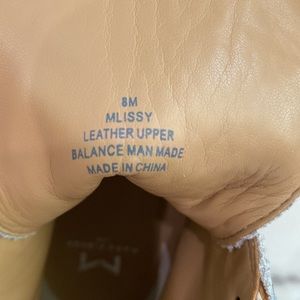 8M
MLISSY
LEATHER UPPER
BALANCE MAN MADE
MADE IN CHINA
M